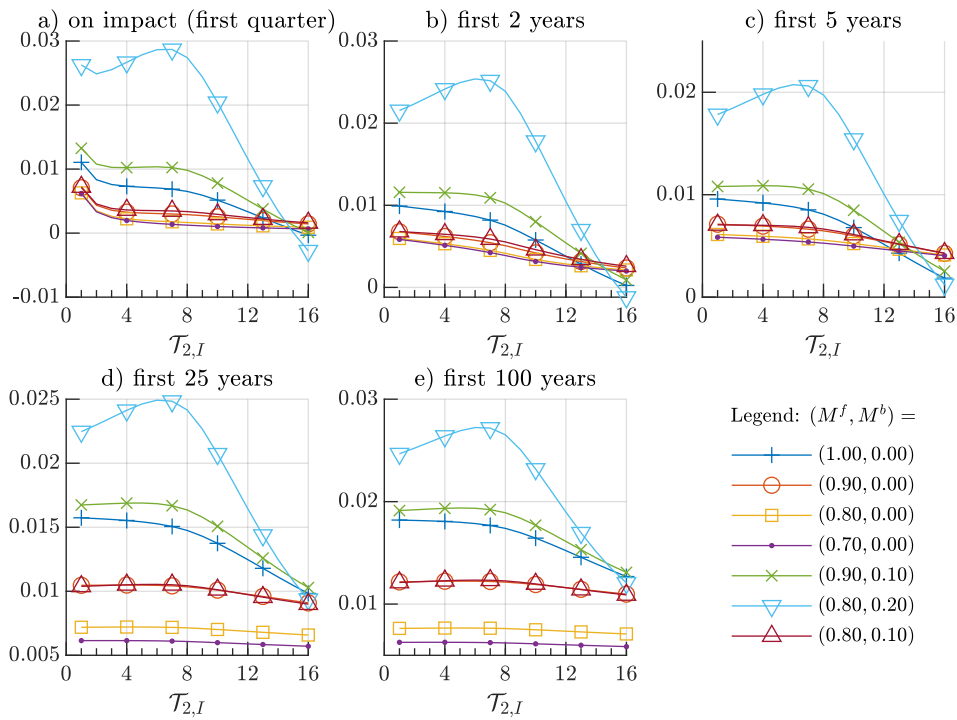 a) on impact (first quarter)
0.03
0.02
0.01
0
-0.01
0 4 8 12 16
𝒯2,I
b) first 2 years
0.03
0.02
0.01
0
0 4 8 12 16
𝒯2,I
c) first 5 years
0.02
0.01
0
0 4 8 12 16
𝒯2,I
d) first 25 years
0.025
0.02
0.015
0.01
0.005
0 4 8 12 16
𝒯2,I
e) first 100 years
0.03
0.02
0.01
0 4 8 12 16
𝒯2,I
Legend: (M^f, M^b) =
(1.00, 0.00)
(0.90, 0.00)
(0.80, 0.00)
(0.70, 0.00)
(0.90, 0.10)
(0.80, 0.20)
(0.80, 0.10)